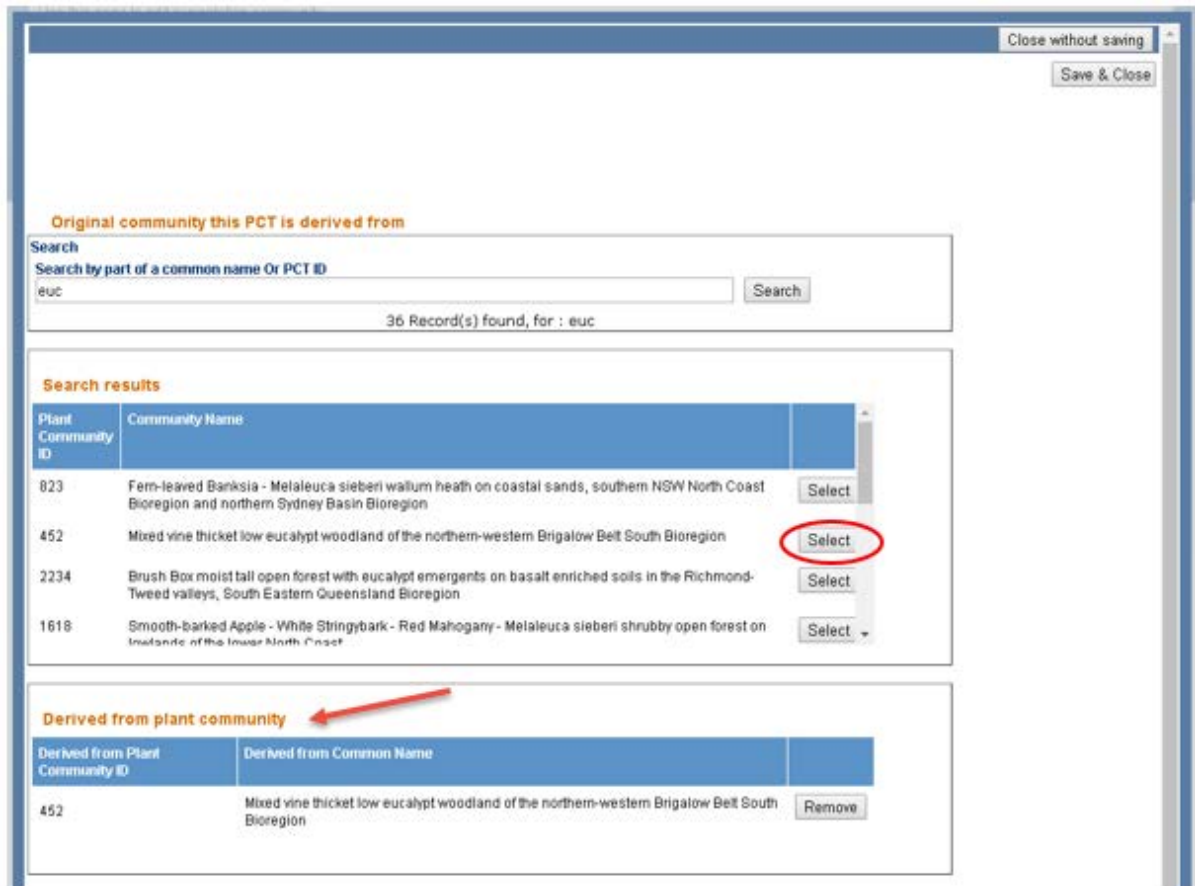 Close without saving
Save & Close
Original community this PCT is derived from
Search
Search by part of a common name Or PCT ID
euc
Search
36 Record(s) found, for : euc
Search results
Plant
Community
ID
Community Name
823
Fern-leaved Banksia - Melaleuca sieberi wallum heath on coastal sands, southern NSW North Coast
Bioregion and northern Sydney Basin Bioregion
Select
452
Mixed vine thicket low eucalypt woodland of the northern-western Brigalow Belt South Bioregion
Select
2234
Brush Box moist tall open forest with eucalypt emergents on basalt enriched soils in the Richmond-
Tweed valleys, South Eastern Queensland Bioregion
Select
1618
Smooth-barked Apple - White Stringybark - Red Mahogany - Melaleuca sieberi shrubby open forest on
lowlands of the lower North Coast
Select
Derived from plant community
Derived from Plant
Community ID
Derived from Common Name
452
Mixed vine thicket low eucalypt woodland of the northern-western Brigalow Belt South
Bioregion
Remove